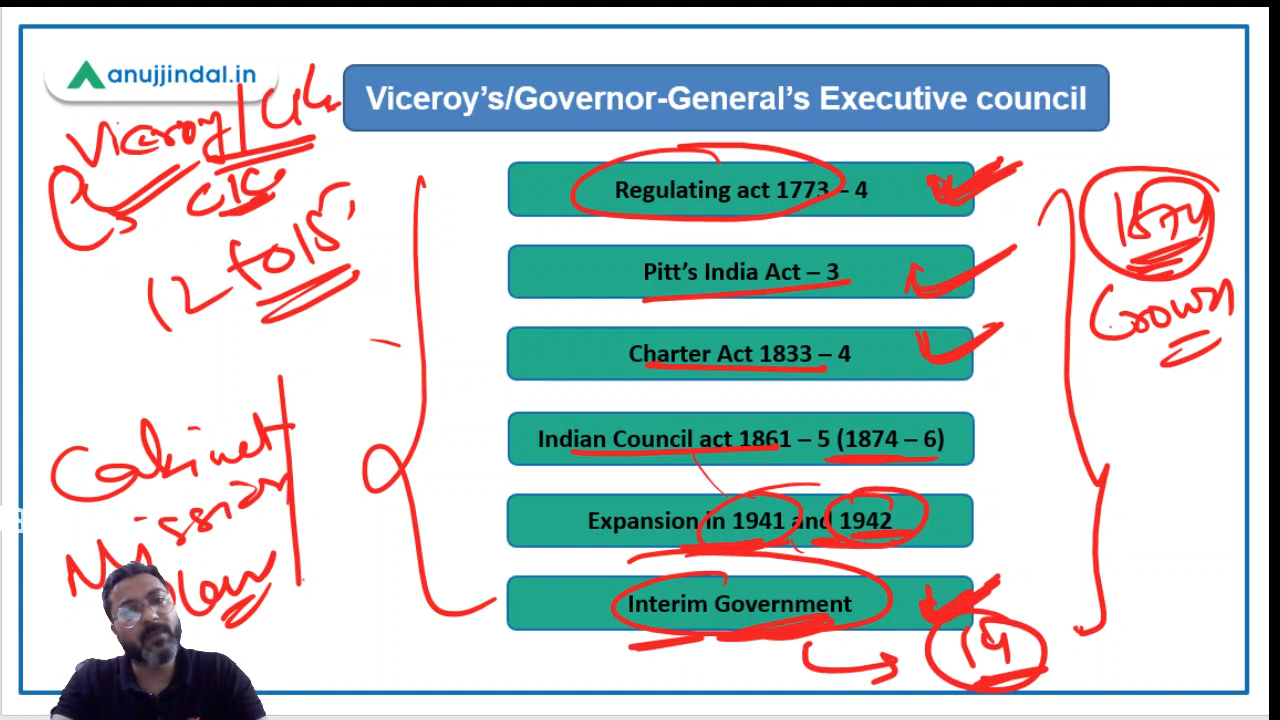 anujjindal.in
Viceroy's/Governor-General's Executive council
Viceroy/
12 to 15
Regulating act 1773 – 4
Pitt's India Act – 3
Charter Act 1833 – 4
Indian Council act 1861 – 5 (1874 – 6)
Expansion in 1941 and 1942
Interim Government
Cabinet
Mission
Plan
1874
Crown